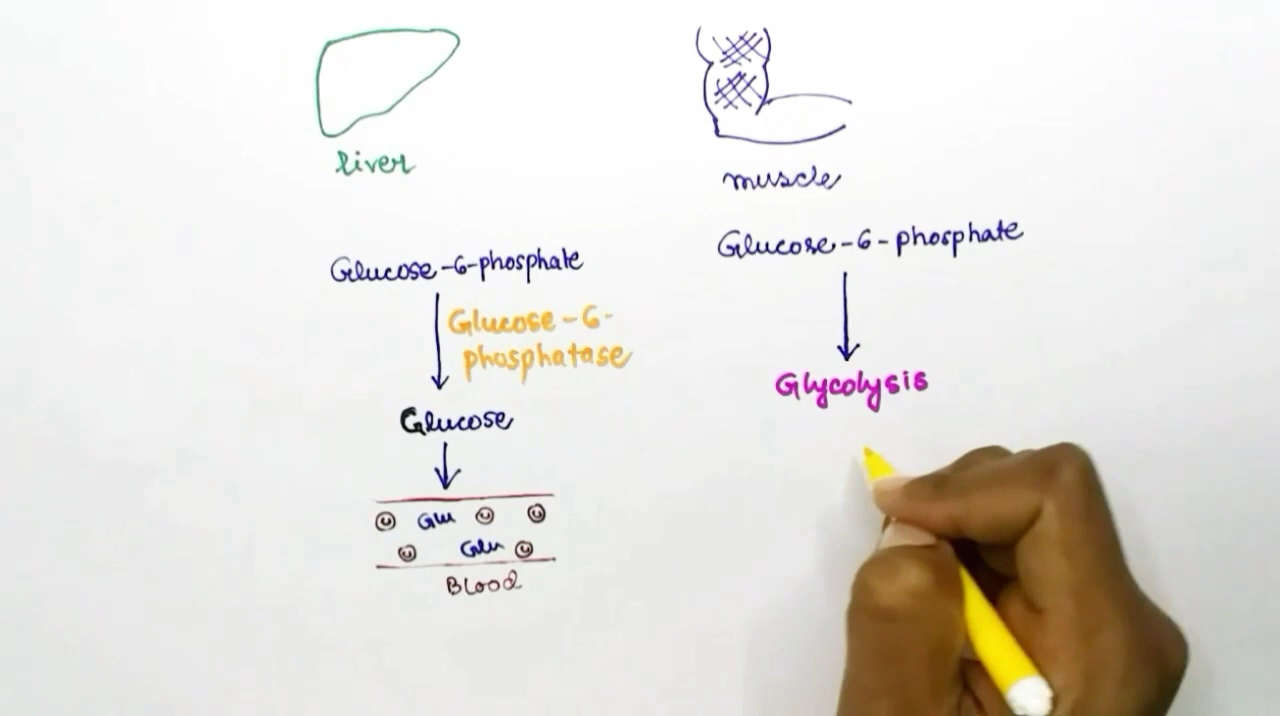 liver
muscle
Glucose-6-phosphate
Glucose-6-phosphate
Glucose-6-
phosphatase
Glycolysis
Glucose
Glu
Glu
Blood